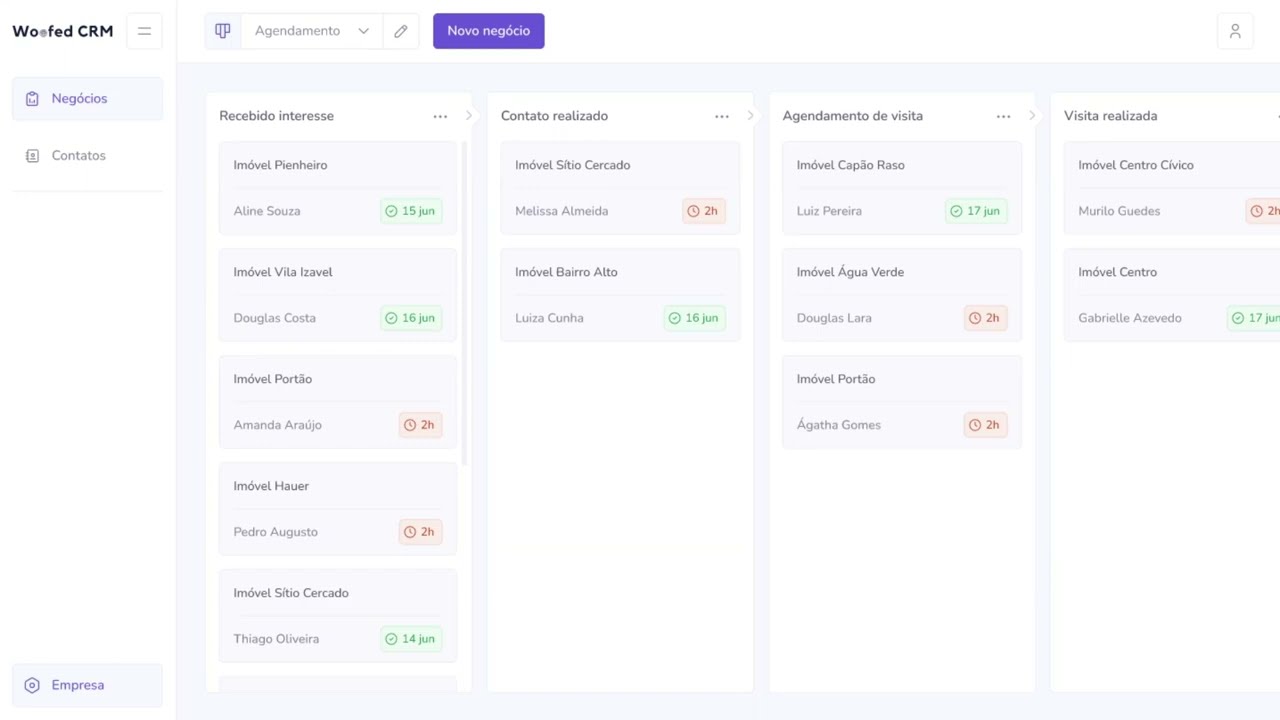 Woofed CRM
Agendamento
Novo negócio
Negócios
Contatos
Empresa
Recebido interesse
Imóvel Pienheiro
Aline Souza
15 jun
Imóvel Vila Izavel
Douglas Costa
16 jun
Imóvel Portão
Amanda Araújo
2h
Imóvel Hauer
Pedro Augusto
2h
Imóvel Sítio Cercado
Thiago Oliveira
14 jun
Contato realizado
Imóvel Sítio Cercado
Melissa Almeida
2h
Imóvel Bairro Alto
Luiza Cunha
16 jun
Agendamento de visita
Imóvel Capão Raso
Luiz Pereira
17 jun
Imóvel Água Verde
Douglas Lara
2h
Imóvel Portão
Ágatha Gomes
2h
Visita realizada
Imóvel Centro Cívico
Murilo Guedes
2h
Imóvel Centro
Gabrielle Azevedo
17 jun